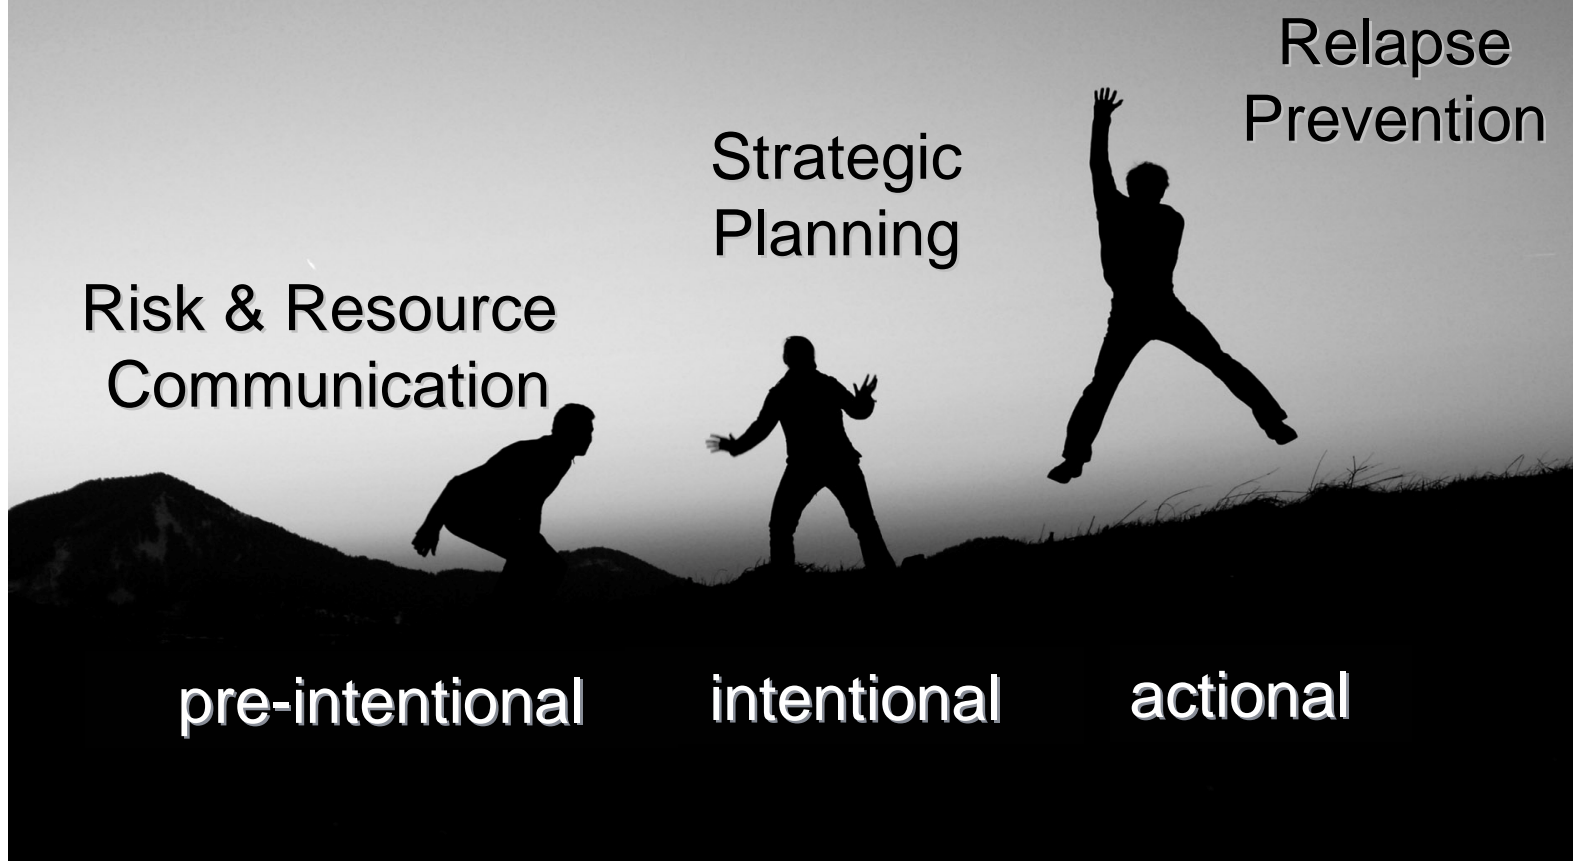 Relapse
Prevention
Strategic
Planning
Risk & Resource
Communication
pre-intentional
intentional
actional